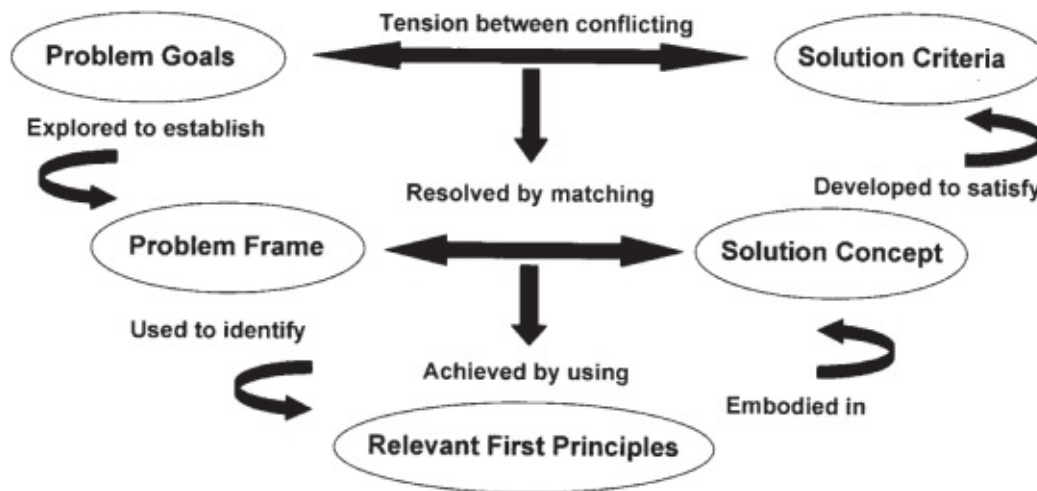 Tension between conflicting
Problem Goals
Solution Criteria
Explored to establish
Resolved by matching
Developed to satisfy
Problem Frame
Solution Concept
Used to identify
Achieved by using
Embodied in
Relevant First Principles